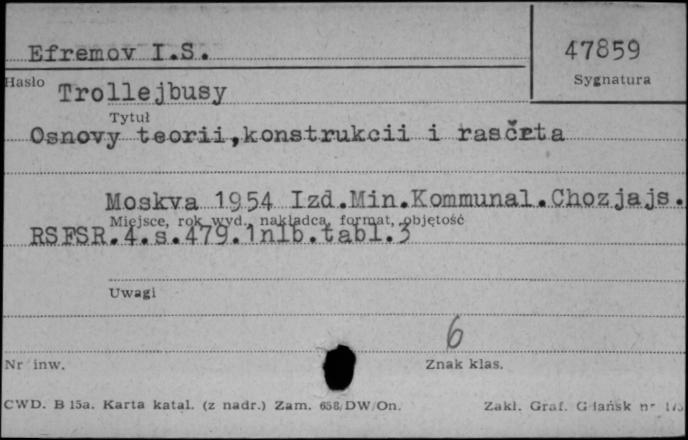 Efremov I.S.
47859
Hasło
Sygnatura
Trollejbusy
Tytuł
Osnovy teorii,konstrukcii i rasčeta
Moskva 1954 Izd.Min.Kommunal.Chozjajs.
Miejsce, rok wyd., nakładca, format, objętość
RSFSR.4.s.479.1nlb.tabl.3
Uwagi
6
Nr inw.
Znak klas.
CWD. B 15a. Karta katal. (z nadr.) Zam. 658/DW/On.
Zakł. Graf. Gdańsk nr